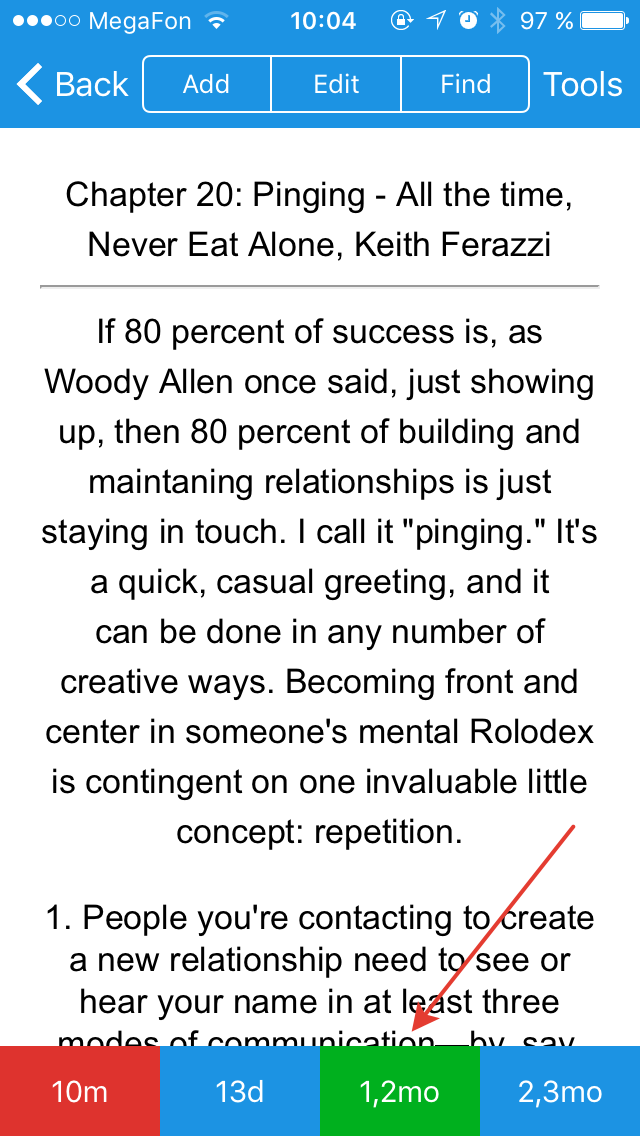 MegaFon 10:04 97 %
Back Add Edit Find Tools
Chapter 20: Pinging - All the time,
Never Eat Alone, Keith Ferazzi
If 80 percent of success is, as
Woody Allen once said, just showing
up, then 80 percent of building and
maintaning relationships is just
staying in touch. I call it "pinging." It's
a quick, casual greeting, and it
can be done in any number of
creative ways. Becoming front and
center in someone's mental Rolodex
is contingent on one invaluable little
concept: repetition.
1. People you're contacting to create
a new relationship need to see or
hear your name in at least three
modes of communication—by, say,
10m 13d 1,2mo 2,3mo